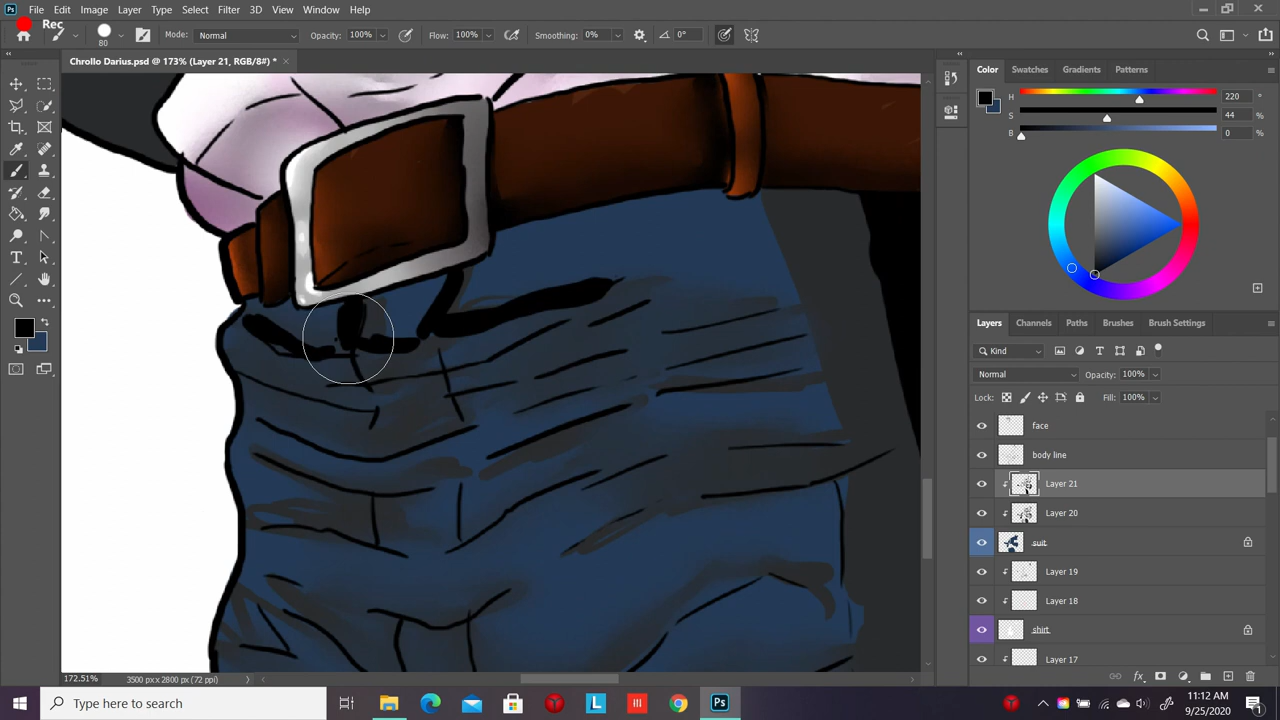 Ps File Edit Image Layer Type Select Filter 3D View Window Help
Rec
80 Mode: Normal Opacity: 100% Flow: 100% Smoothing: 0% 0°
Chrollo Darius.psd @ 173% (Layer 21, RGB/8#) *
Color Swatches Gradients Patterns
H 220 °
S 44 %
B 0 %
Layers Channels Paths Brushes Brush Settings
Kind
Normal Opacity: 100%
Lock: Fill: 100%
face
body line
Layer 21
Layer 20
suit
Layer 19
Layer 18
shirt
Layer 17
172.51% 3500 px x 2800 px (72 ppi)
Type here to search
11:12 AM
9/25/2020